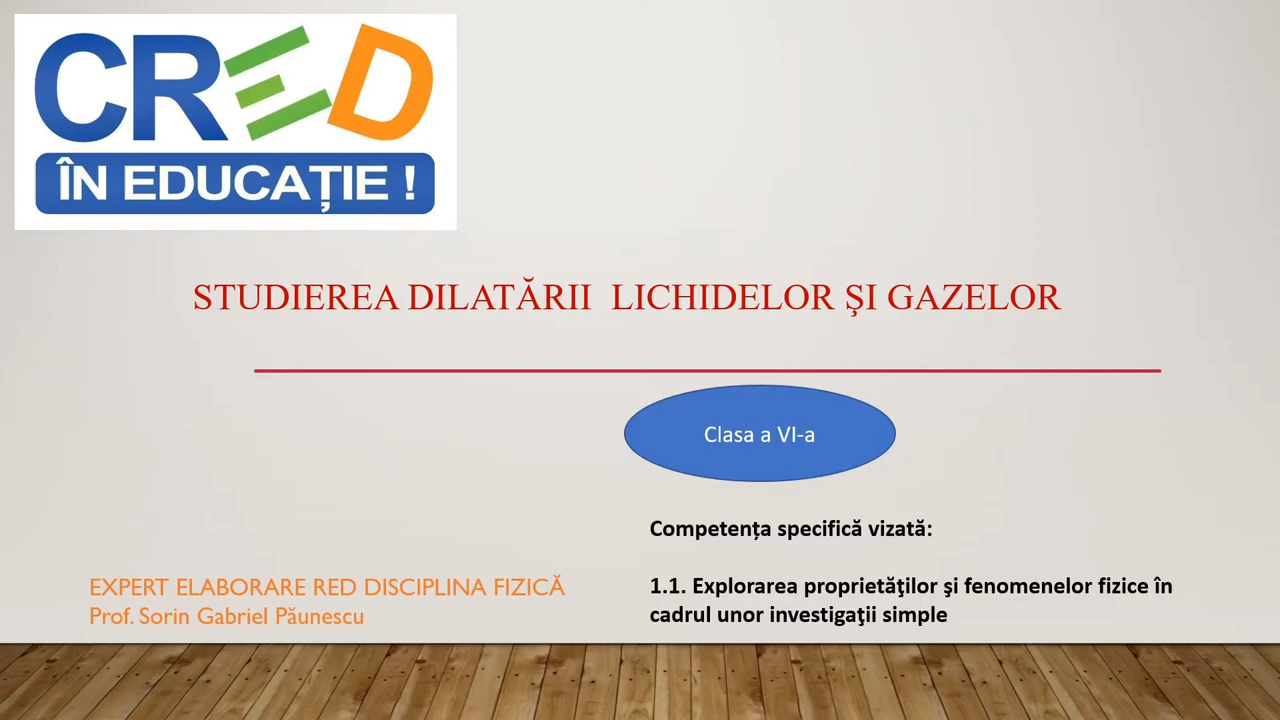 CRED
ÎN EDUCAȚIE !
STUDIEREA DILATĂRII LICHIDELOR ŞI GAZELOR
Clasa a VI-a
Competența specifică vizată:
1.1. Explorarea proprietăţilor şi fenomenelor fizice în
cadrul unor investigaţii simple
EXPERT ELABORARE RED DISCIPLINA FIZICĂ
Prof. Sorin Gabriel Păunescu